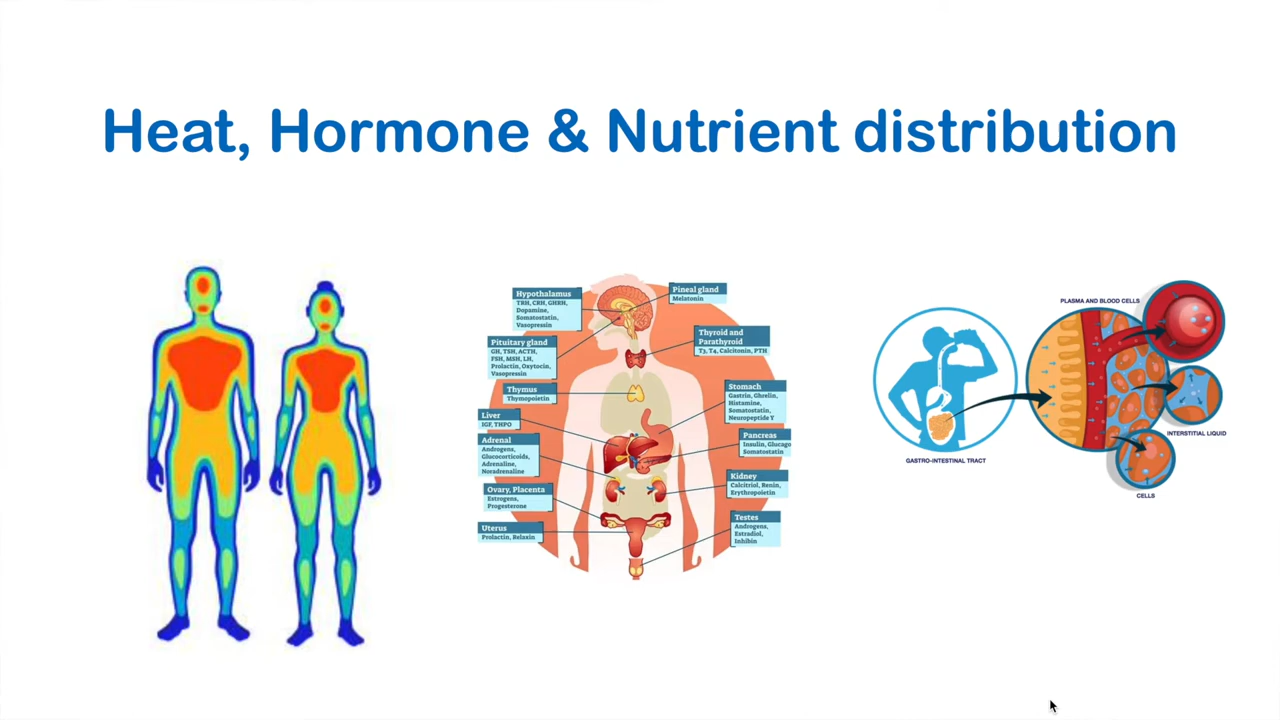 Heat, Hormone & Nutrient distribution
Hypothalamus
TRH, CRH, GHRH,
Dopamine,
Somatostatin,
Vasopressin
Pineal gland
Melatonin
Pituitary gland
GH, TSH, ACTH,
FSH, MSH, LH,
Prolactin, Oxytocin,
Vasopressin
Thyroid and
Parathyroid
T3, T4, Calcitonin, PTH
Thymus
Thymopoietin
Stomach
Gastrin, Ghrelin,
Histamine,
Somatostatin,
Neuropeptide Y
Liver
IGF, THPO
Adrenal
Androgens,
Glucocorticoids,
Adrenaline,
Noradrenaline
Pancreas
Insulin, Glucago
Somatostatin
Kidney
Calcitriol, Renin,
Erythropoietin
Ovary, Placenta
Estrogens,
Progesterone
Testes
Androgens,
Estradiol,
Inhibin
Uterus
Prolactin, Relaxin
GASTRO-INTESTINAL TRACT
PLASMA AND BLOOD CELLS
INTERSTITIAL LIQUID
CELLS